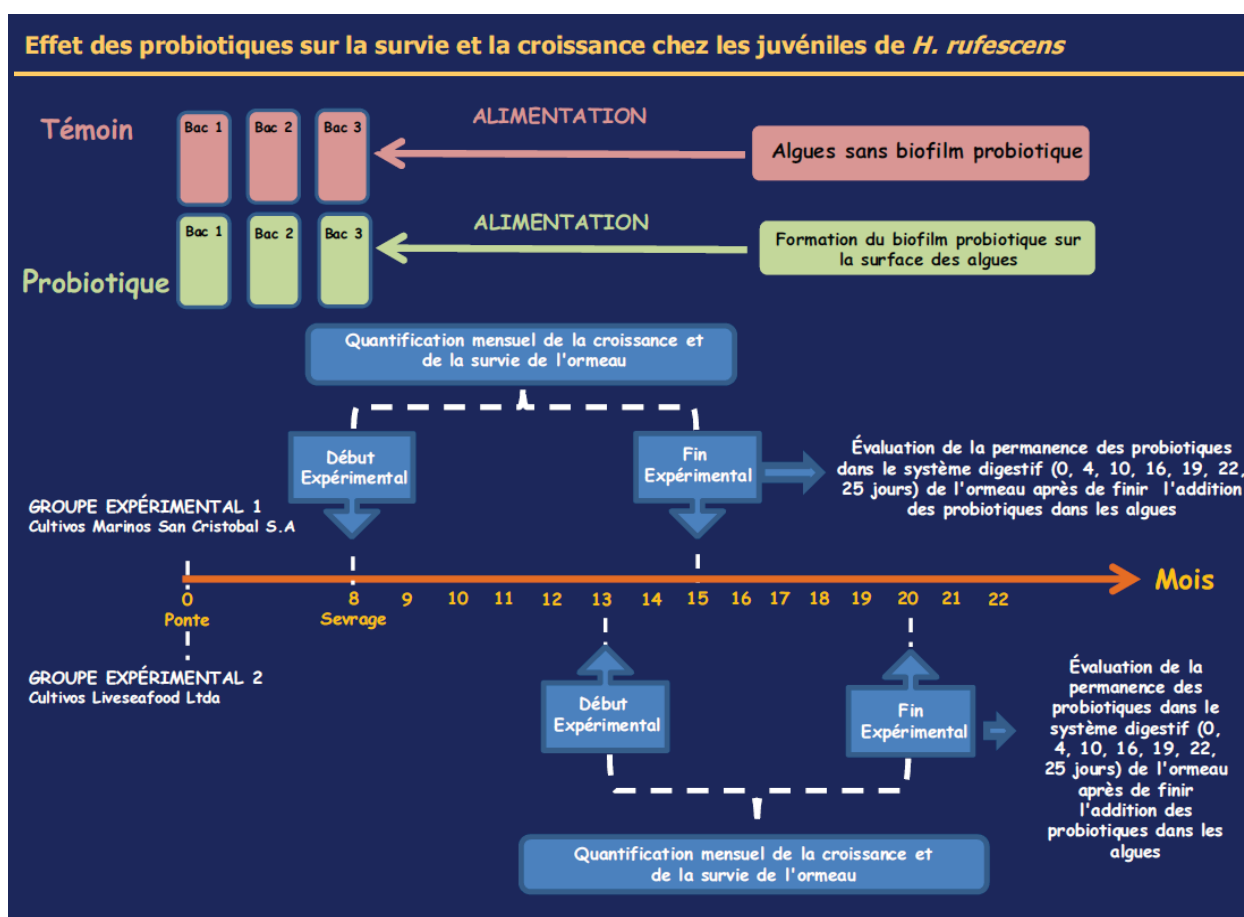 Effet des probiotiques sur la survie et la croissance chez les juvéniles de H. rufescens
Témoin
Bac 1
Bac 2
Bac 3
ALIMENTATION
Algues sans biofilm probiotique
Probiotique
Bac 1
Bac 2
Bac 3
ALIMENTATION
Formation du biofilm probiotique sur
la surface des algues
Quantification mensuel de la croissance et
de la survie de l'ormeau
Début
Expérimental
Fin
Expérimental
Évaluation de la permanence des probiotiques
dans le système digestif (0, 4, 10, 16, 19, 22,
25 jours) de l'ormeau après de finir l'addition
des probiotiques dans les algues
GROUPE EXPÉRIMENTAL 1
Cultivos Marinos San Cristobal S.A
Mois
0 8 9 10 11 12 13 14 15 16 17 18 19 20 21 22
Ponte
Sevrage
GROUPE EXPÉRIMENTAL 2
Cultivos Liveseafood Ltda
Début
Expérimental
Fin
Expérimental
Évaluation de la
permanence des
probiotiques dans le
système digestif (0,
4, 10, 16, 19, 22,
25 jours) de l'ormeau
après de finir
l'addition des
probiotiques dans les
algues
Quantification mensuel de la croissance et
de la survie de l'ormeau